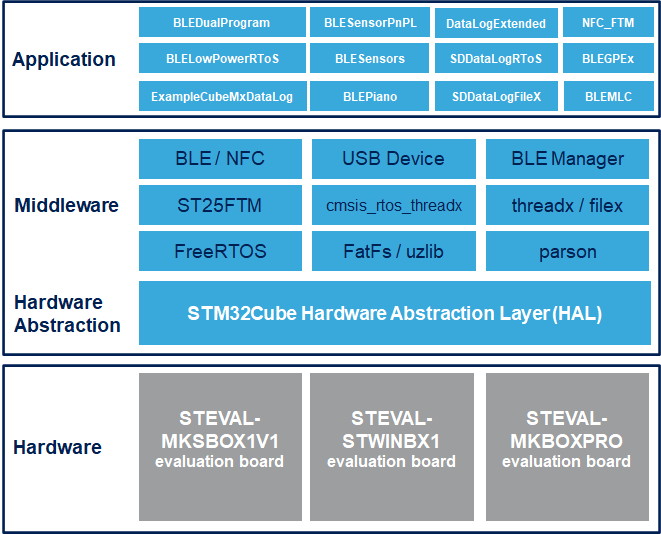 Application
BLEDualProgram
BLESensorPnPL
DataLogExtended
NFC_FTM
BLELowPowerRToS
BLESensors
SDDataLogRToS
BLEGPEx
ExampleCubeMxDataLog
BLEPiano
SDDataLogFileX
BLEMLC
Middleware
BLE / NFC
USB Device
BLE Manager
ST25FTM
cmsis_rtos_threadx
threadx / filex
FreeRTOS
FatFs / uzlib
parson
Hardware
Abstraction
STM32Cube Hardware Abstraction Layer (HAL)
Hardware
STEVAL-
MKSBOX1V1
evaluation board
STEVAL-
STWINBX1
evaluation board
STEVAL-
MKBOXPRO
evaluation board